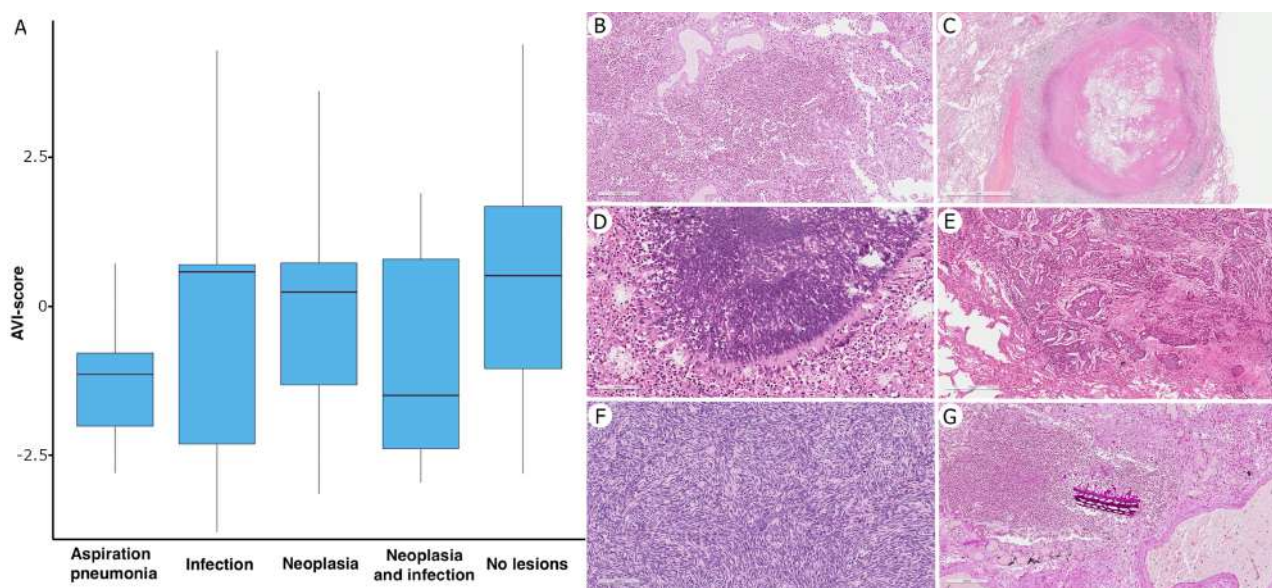 A
AVI-score
2.5
0
-2.5
Aspiration
pneumonia
Infection
Neoplasia
Neoplasia
and infection
No lesions
B
C
D
E
F
G